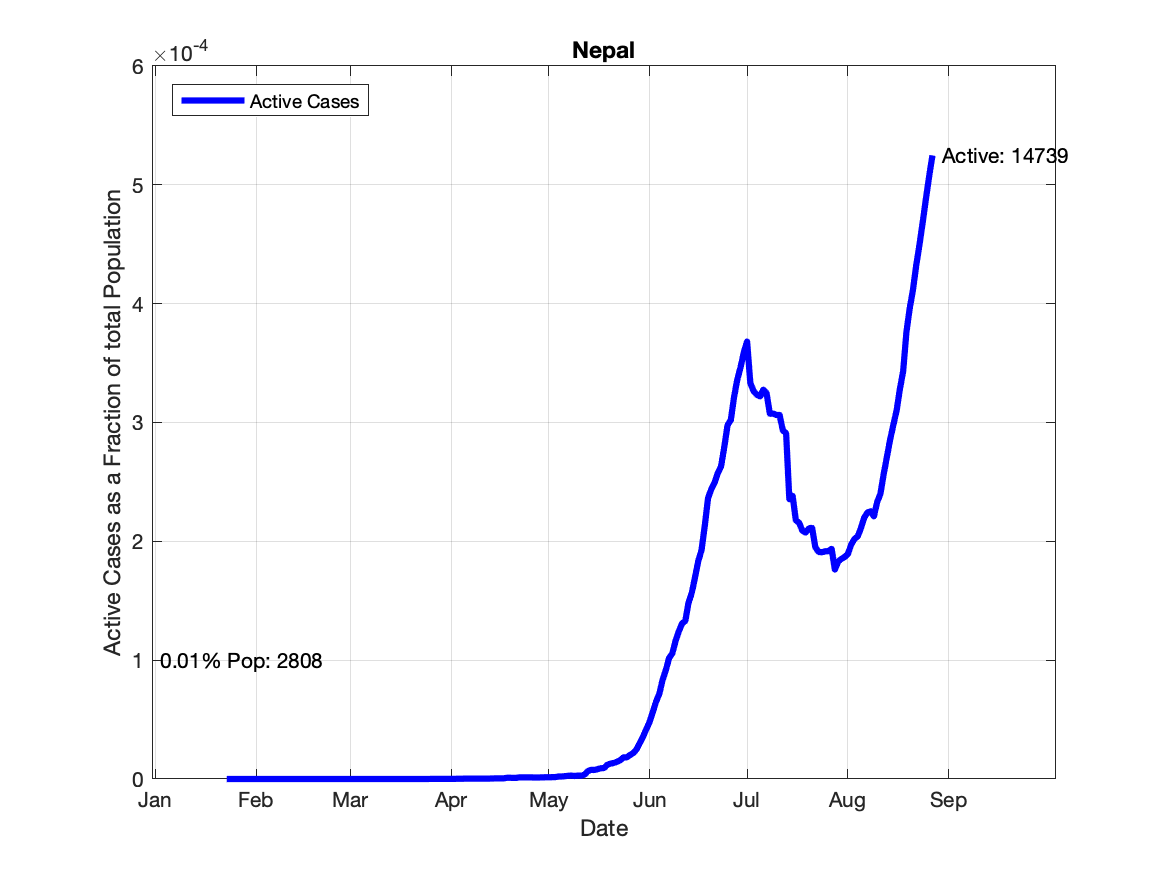 Nepal
×10-4
6
5
4
3
2
1
0
Active Cases as a Fraction of total Population
Active Cases
Active: 14739
0.01% Pop: 2808
Jan Feb Mar Apr May Jun Jul Aug Sep
Date